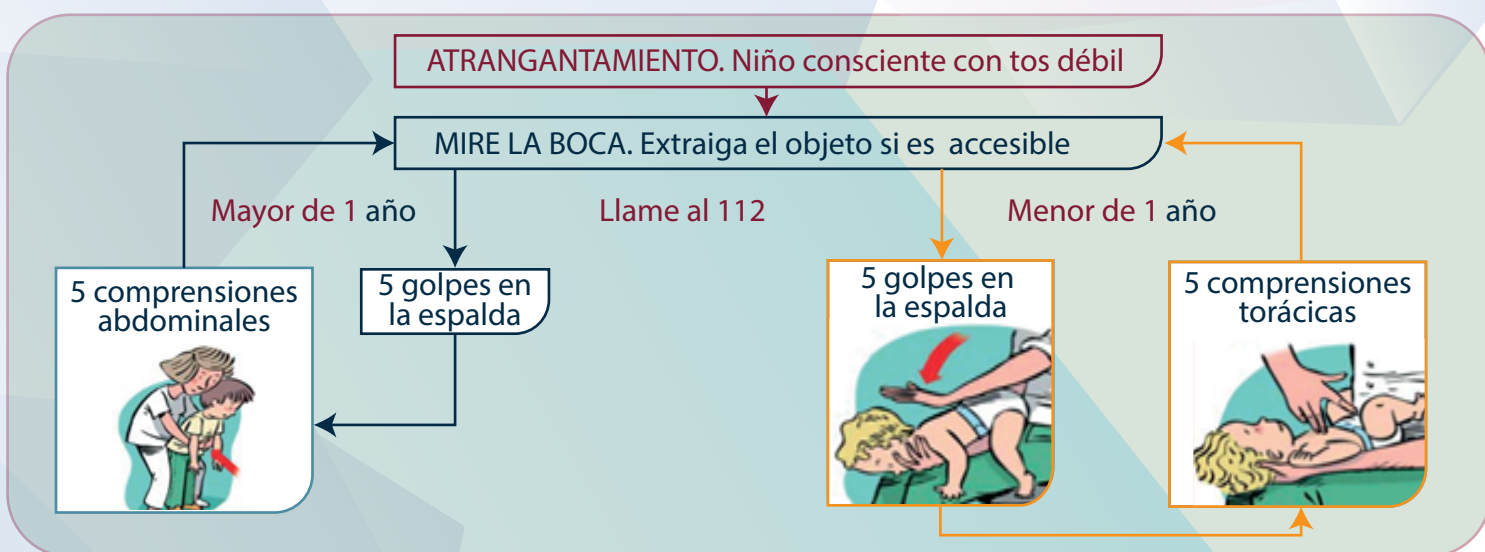 ATRANGANTAMIENTO. Niño consciente con tos débil
MIRE LA BOCA. Extraiga el objeto si es accesible
Mayor de 1 año
Llame al 112
Menor de 1 año
5 comprensiones
abdominales
5 golpes en
la espalda
5 golpes en
la espalda
5 comprensiones
torácicas